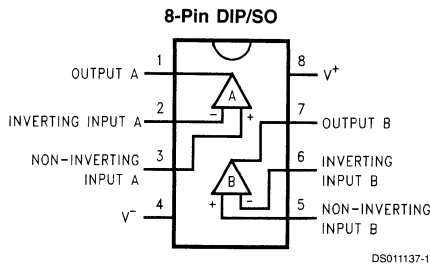 8-Pin DIP/SO
1
OUTPUT A
8
V+
A
2
INVERTING INPUT A
- +
7
OUTPUT B
3
NON-INVERTING
INPUT A
6
INVERTING
INPUT B
B
+ -
4
V-
5
NON-INVERTING
INPUT B
DS011137-1